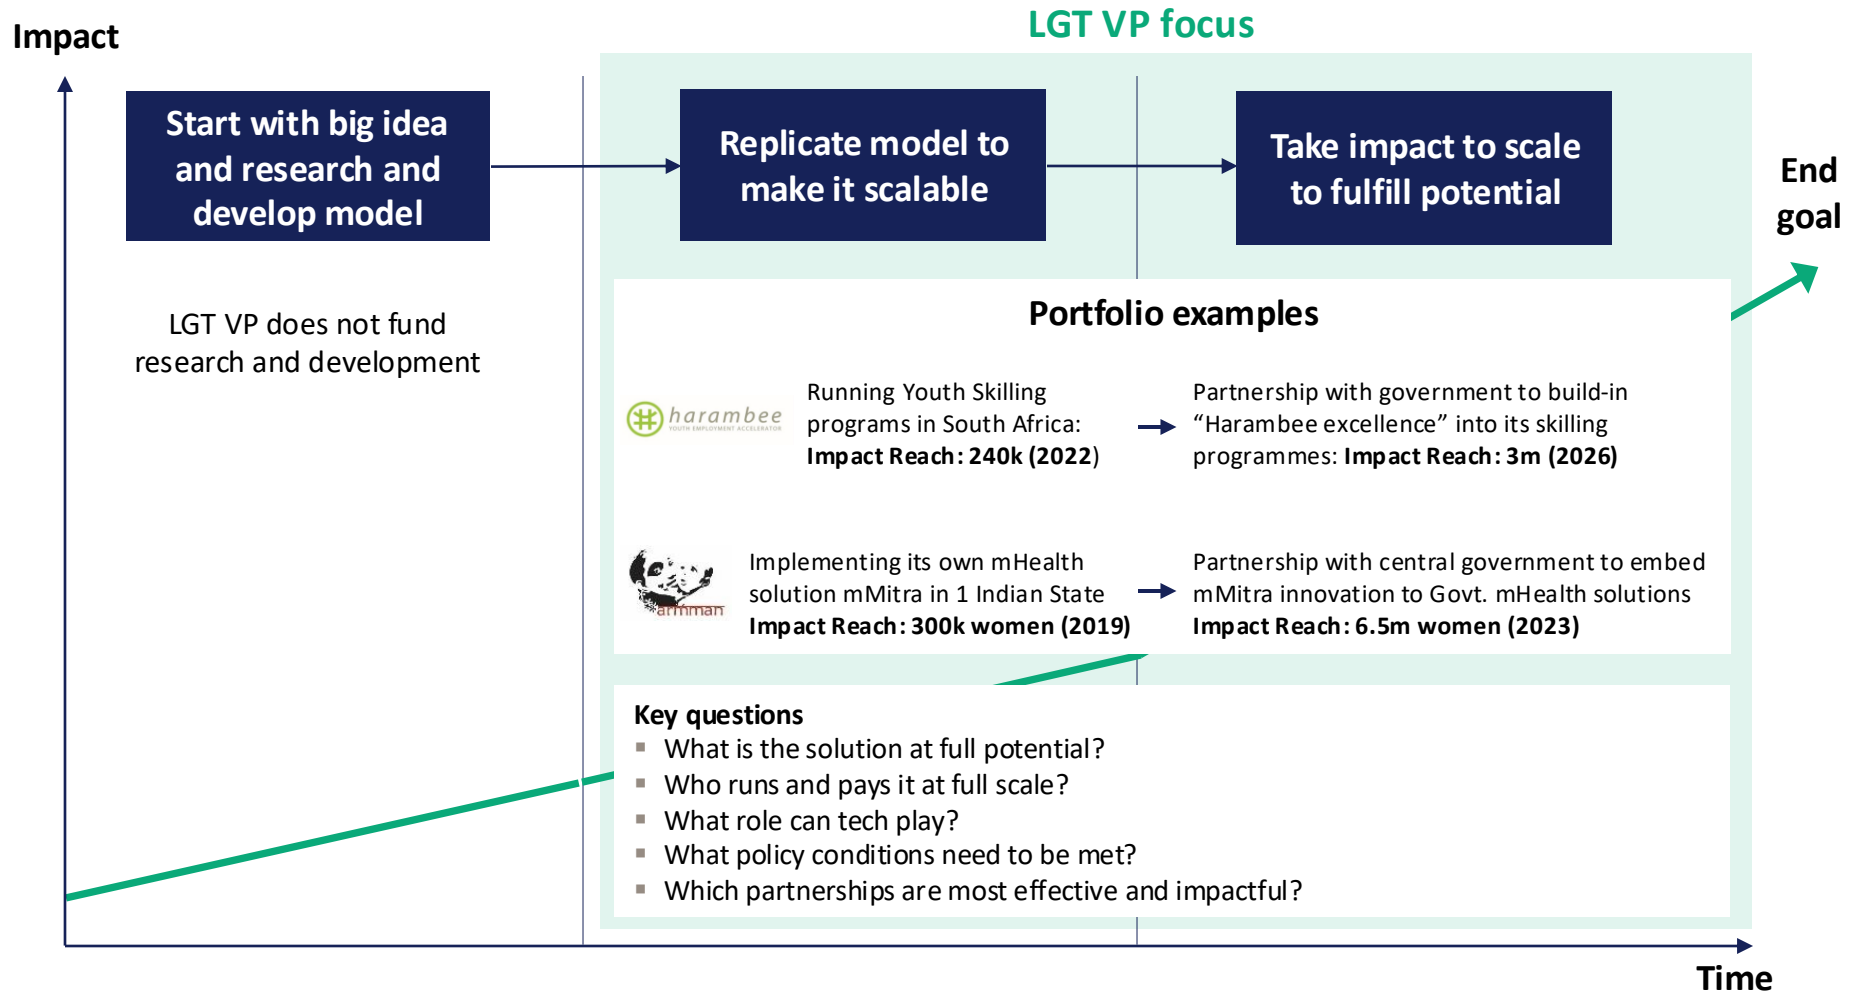 LGT VP focus
Impact
Start with big idea
and research and
develop model
Replicate model to
make it scalable
Take impact to scale
to fulfill potential
End
goal
LGT VP does not fund
research and development
Portfolio examples
harambee
YOUTH EMPLOYMENT ACCELERATOR
Running Youth Skilling
programs in South Africa:
Impact Reach: 240k (2022)
Partnership with government to build-in
“Harambee excellence” into its skilling
programmes: Impact Reach: 3m (2026)
armman
Implementing its own mHealth
solution mMitra in 1 Indian State
Impact Reach: 300k women (2019)
Partnership with central government to embed
mMitra innovation to Govt. mHealth solutions
Impact Reach: 6.5m women (2023)
Key questions
▪ What is the solution at full potential?
▪ Who runs and pays it at full scale?
▪ What role can tech play?
▪ What policy conditions need to be met?
▪ Which partnerships are most effective and impactful?
Time